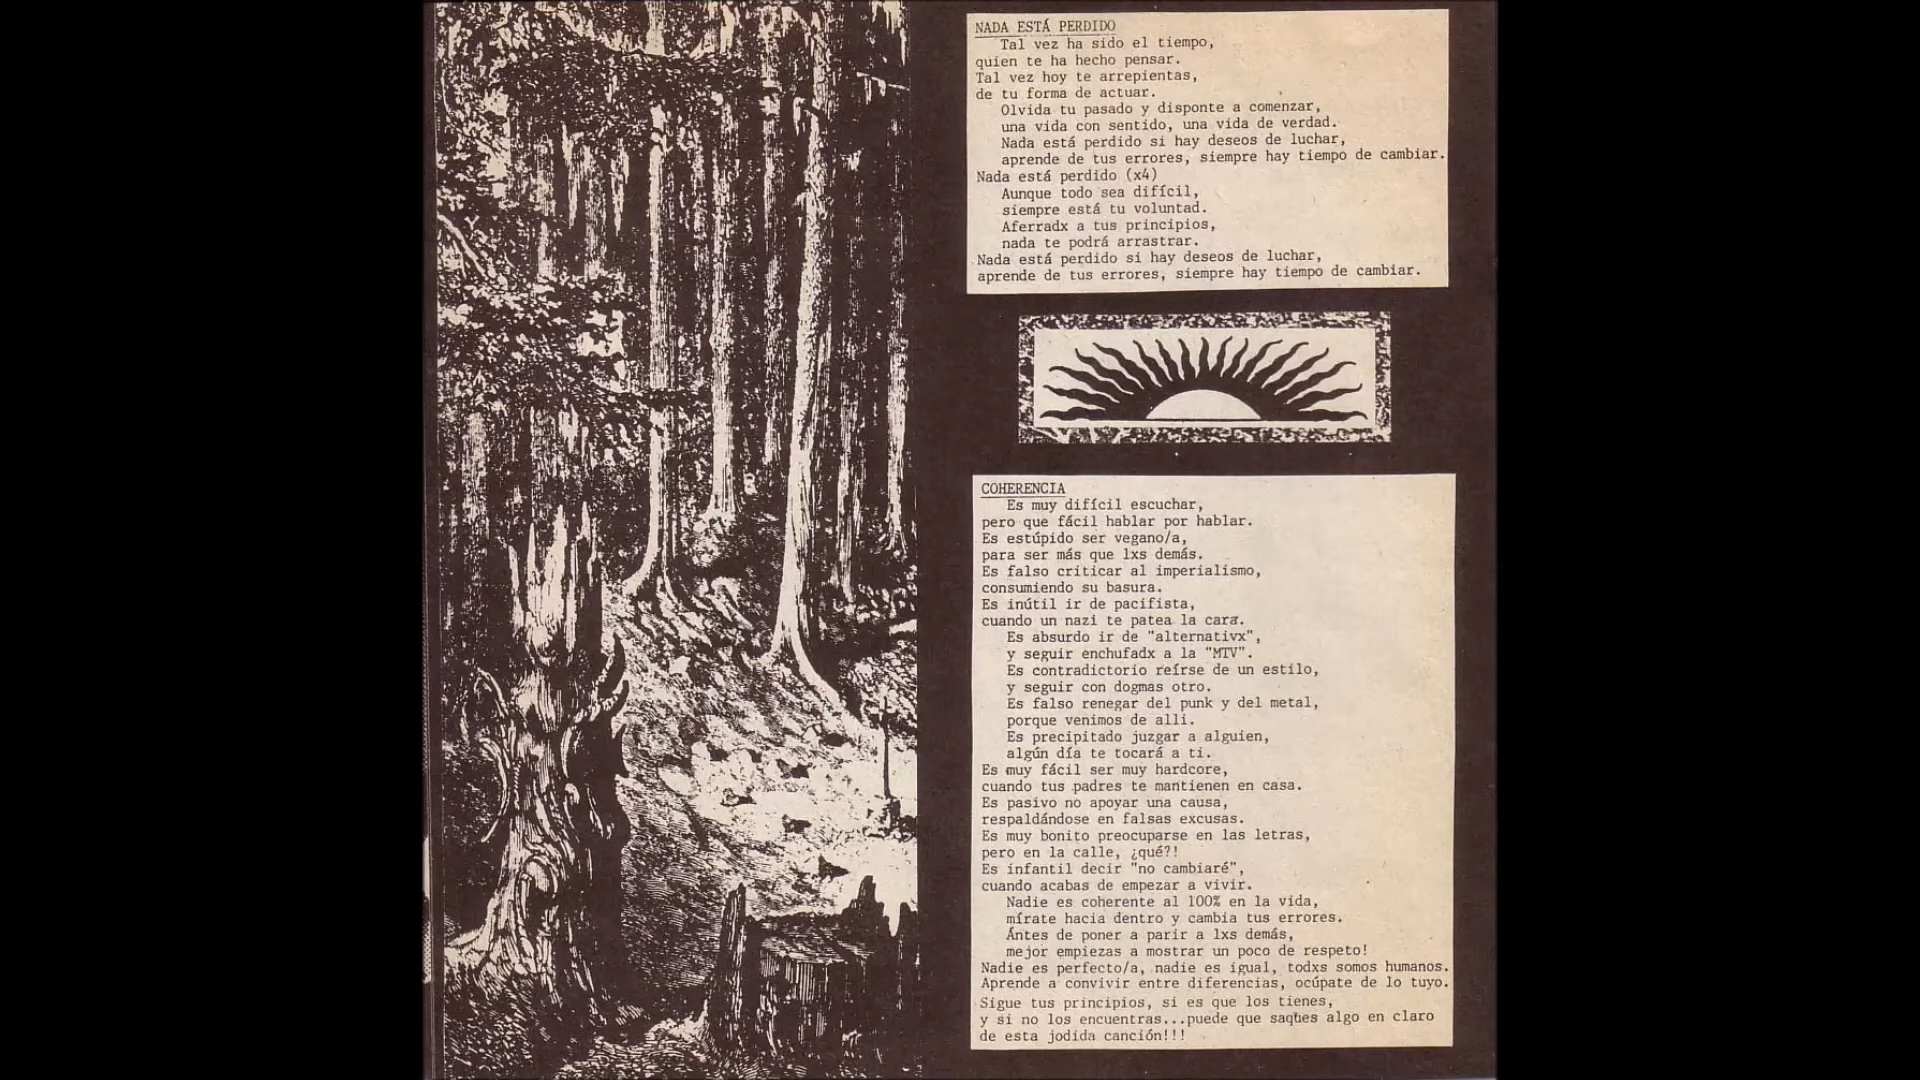 NADA ESTÁ PERDIDO
Tal vez ha sido el tiempo,
quien te ha hecho pensar.
Tal vez hoy te arrepientas,
de tu forma de actuar.
Olvida tu pasado y disponte a comenzar,
una vida con sentido, una vida de verdad.
Nada está perdido si hay deseos de luchar,
aprende de tus errores, siempre hay tiempo de cambiar.
Nada está perdido (x4)
Aunque todo sea difícil,
siempre está tu voluntad.
Aferradx a tus principios,
nada te podrá arrastrar.
Nada está perdido si hay deseos de luchar,
aprende de tus errores, siempre hay tiempo de cambiar.
COHERENCIA
Es muy difícil escuchar,
pero que fácil hablar por hablar.
Es estúpido ser vegano/a,
para ser más que lxs demás.
Es falso criticar al imperialismo,
consumiendo su basura.
Es inútil ir de pacifista,
cuando un nazi te patea la cara.
Es absurdo ir de "alternativx",
y seguir enchufadx a la "MTV".
Es contradictorio reírse de un estilo,
y seguir con dogmas otro.
Es falso renegar del punk y del metal,
porque venimos de alli.
Es precipitado juzgar a alguien,
algún día te tocará a ti.
Es muy fácil ser muy hardcore,
cuando tus padres te mantienen en casa.
Es pasivo no apoyar una causa,
respaldándose en falsas excusas.
Es muy bonito preocuparse en las letras,
pero en la calle, ¿qué?!
Es infantil decir "no cambiaré",
cuando acabas de empezar a vivir.
Nadie es coherente al 100% en la vida,
mírate hacia dentro y cambia tus errores.
Ántes de poner a parir a lxs demás,
mejor empiezas a mostrar un poco de respeto!
Nadie es perfecto/a, nadie es igual, todxs somos humanos.
Aprende a convivir entre diferencias, ocúpate de lo tuyo.
Sigue tus principios, si es que los tienes,
y si no los encuentras...puede que saques algo en claro
de esta jodida canción!!!